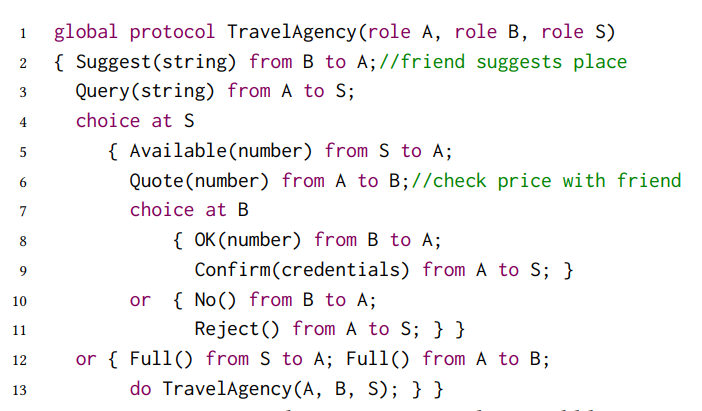 1 global protocol TravelAgency(role A, role B, role S)
2 { Suggest(string) from B to A;//friend suggests place
3 Query(string) from A to S;
4 choice at S
5 { Available(number) from S to A;
6 Quote(number) from A to B;//check price with friend
7 choice at B
8 { OK(number) from B to A;
9 Confirm(credentials) from A to S; }
10 or { No() from B to A;
11 Reject() from A to S; } }
12 or { Full() from S to A; Full() from A to B;
13 do TravelAgency(A, B, S); } }